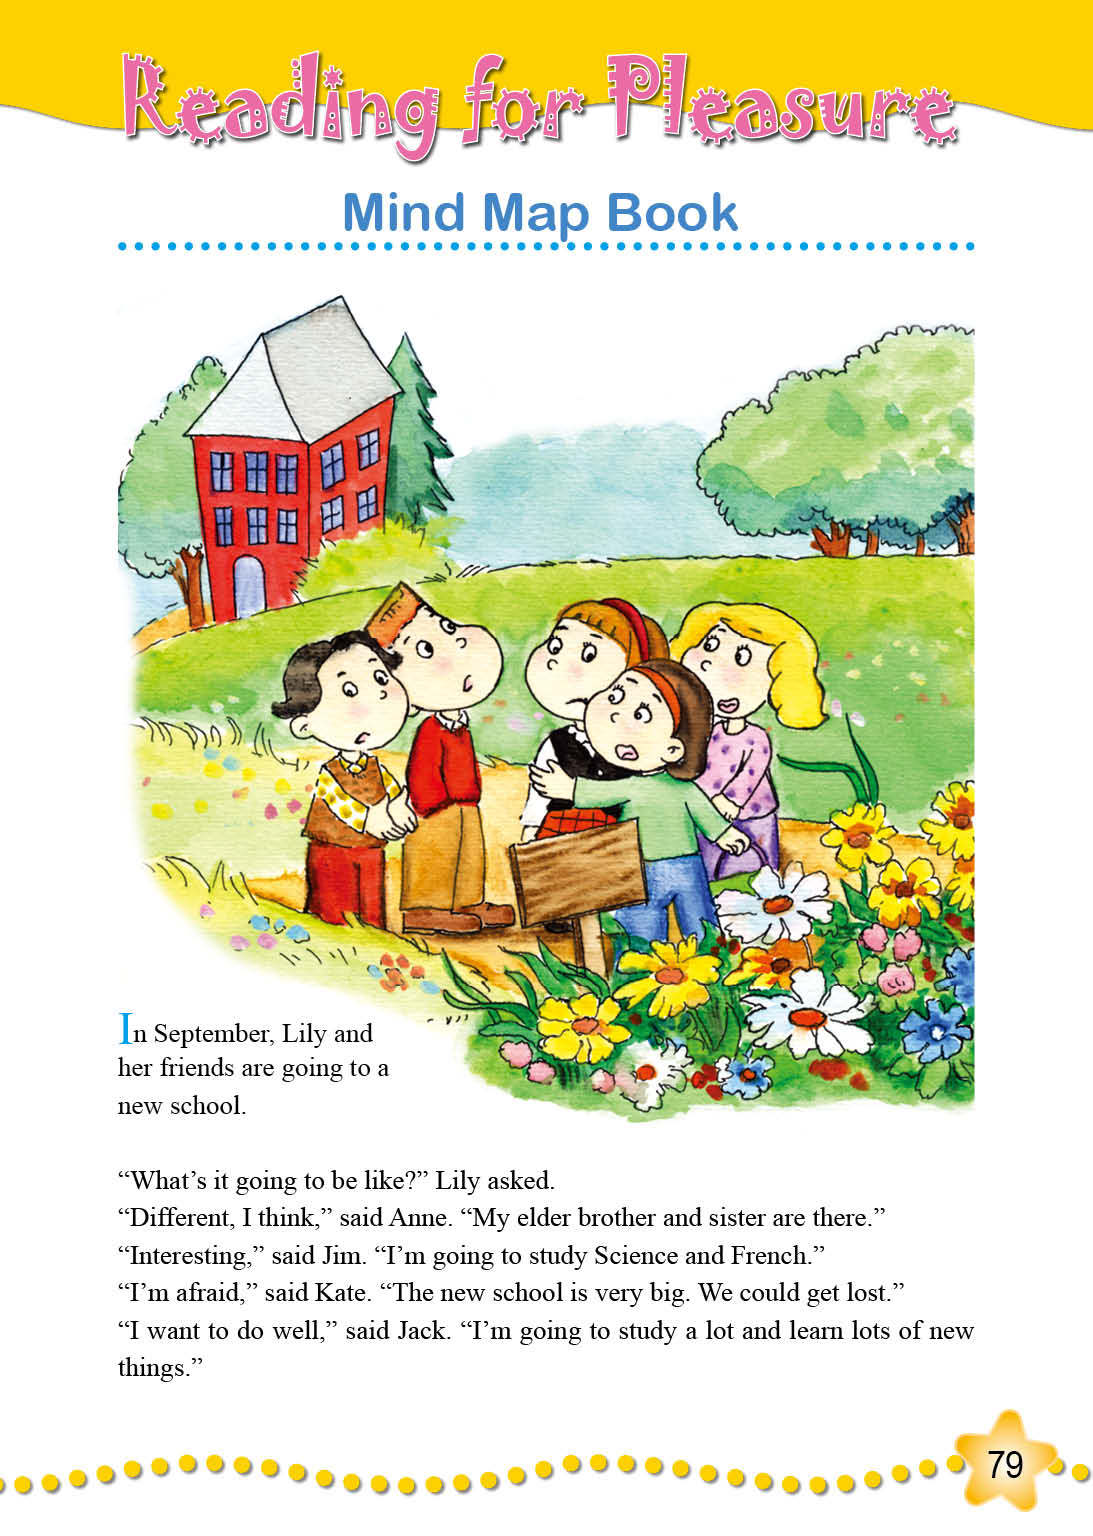 Reading for Pleasure
Mind Map Book
In September, Lily and
her friends are going to a
new school.
“What’s it going to be like?” Lily asked.
“Different, I think,” said Anne. “My elder brother and sister are there.”
“Interesting,” said Jim. “I’m going to study Science and French.”
“I’m afraid,” said Kate. “The new school is very big. We could get lost.”
“I want to do well,” said Jack. “I’m going to study a lot and learn lots of new
things.”
79